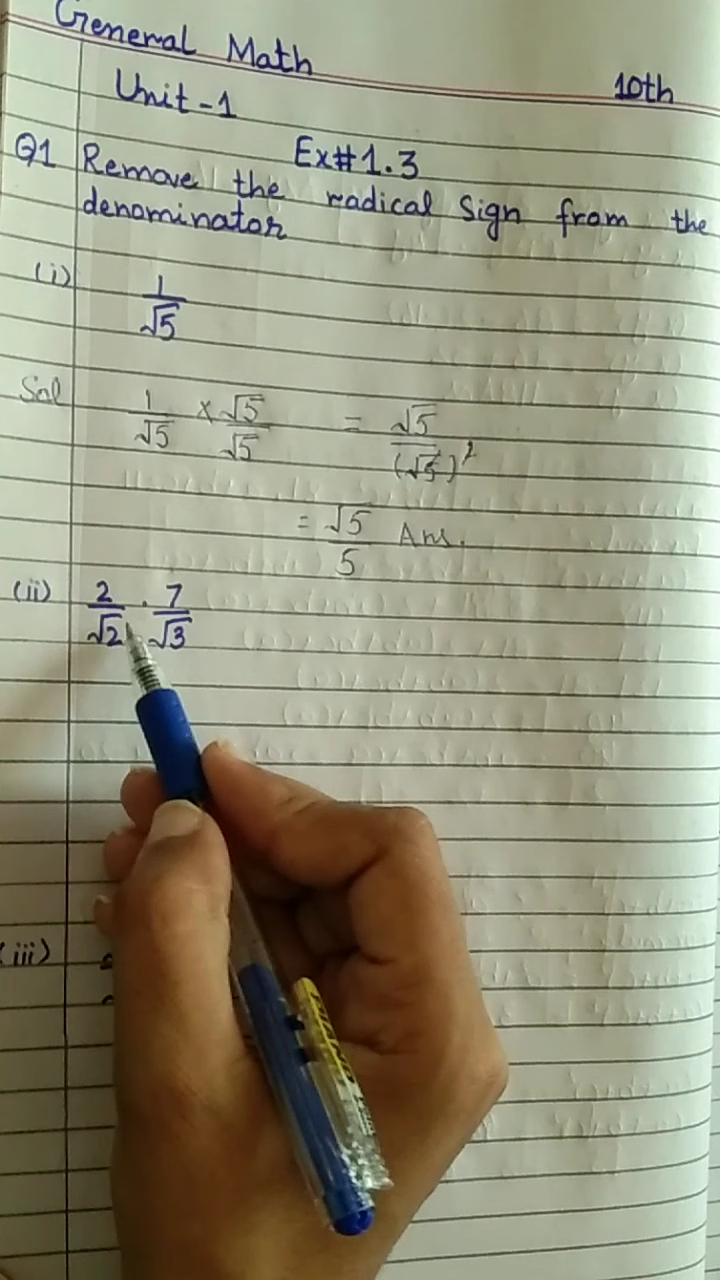 General Math
Unit-1 10th
Ex#1.3
Q1 Remove the radical Sign from the
denominator
(i) 1/√5
Sol 1/√5 × √5/√5 = √5/(√5)²
= √5/5 Ans.
(ii) 2/√2 · 7/√3
(iii)